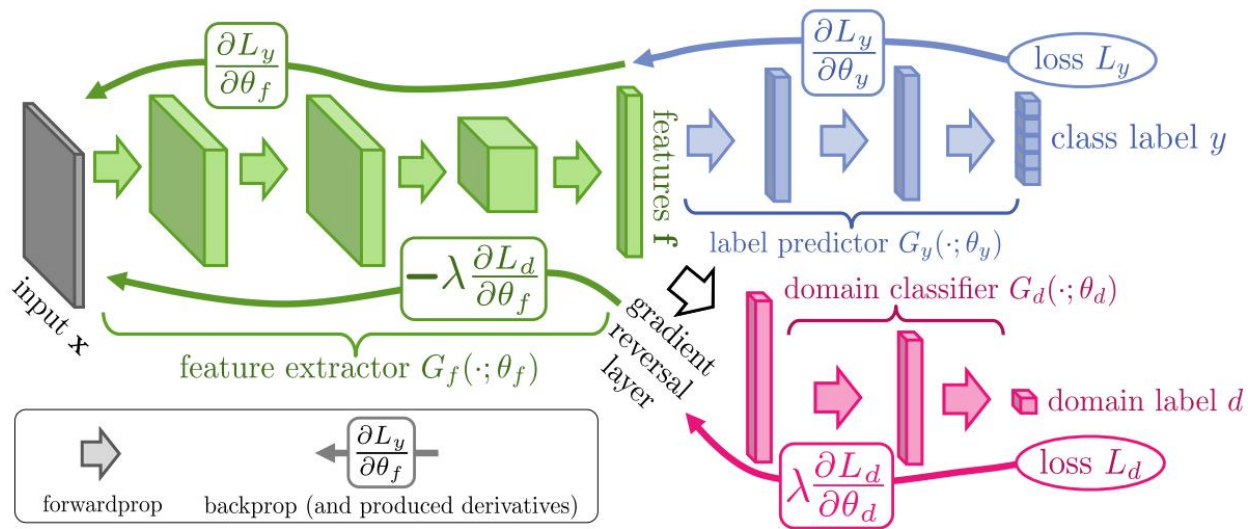 ∂L_y/∂θ_f
∂L_y/∂θ_y
loss L_y
features f
class label y
label predictor G_y(·; θ_y)
input x
−λ ∂L_d/∂θ_f
feature extractor G_f(·; θ_f)
gradient
reversal
layer
domain classifier G_d(·; θ_d)
domain label d
λ ∂L_d/∂θ_d
loss L_d
∂L_y/∂θ_f
forwardprop
backprop (and produced derivatives)